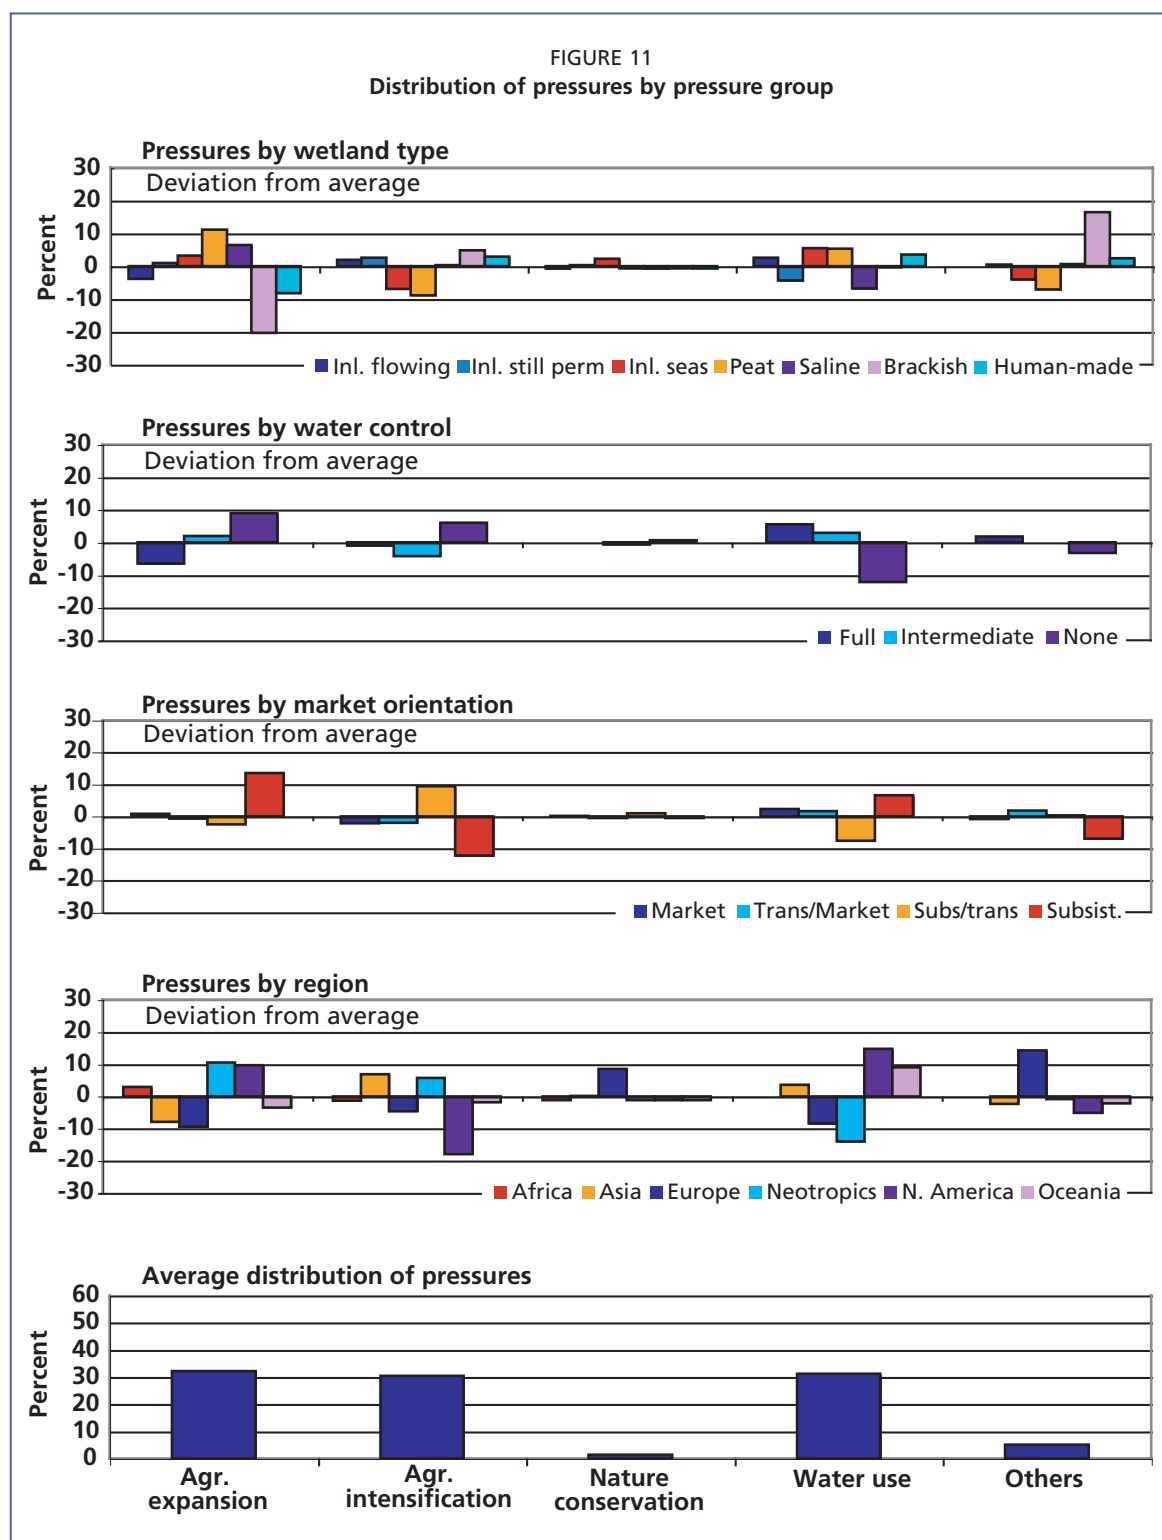 FIGURE 11
Distribution of pressures by pressure group
Pressures by wetland type
Deviation from average
Percent
30
20
10
0
-10
-20
-30
Inl. flowing Inl. still perm Inl. seas Peat Saline Brackish Human-made
Pressures by water control
Deviation from average
Percent
30
20
10
0
-10
-20
-30
Full Intermediate None
Pressures by market orientation
Deviation from average
Percent
30
20
10
0
-10
-20
-30
Market Trans/Market Subs/trans Subsist.
Pressures by region
Deviation from average
Percent
30
20
10
0
-10
-20
-30
Africa Asia Europe Neotropics N. America Oceania
Average distribution of pressures
Percent
60
50
40
30
20
10
0
Agr. expansion
Agr. intensification
Nature conservation
Water use
Others